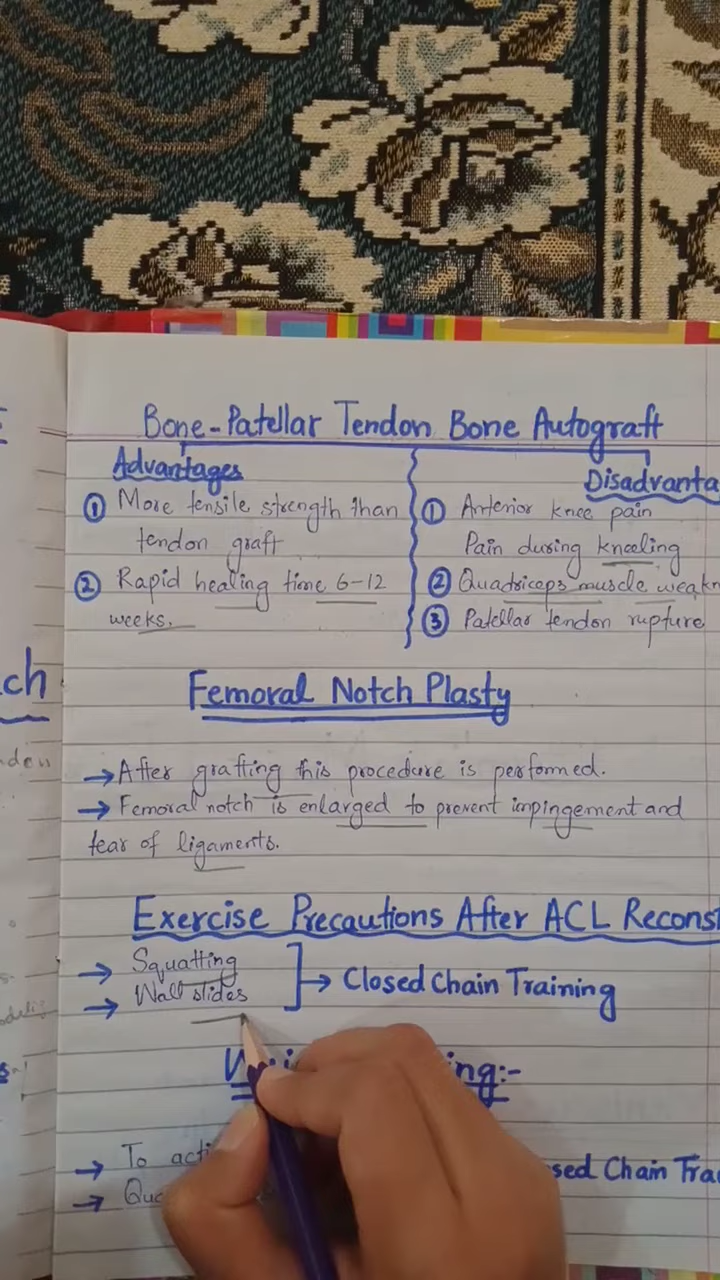 Bone-Patellar Tendon Bone Autograft
Advantages
① More tensile strength than
tendon graft
② Rapid healing time 6-12
weeks.
Disadvanta
① Anterior knee pain
Pain during kneeling
② Quadriceps muscle weakn
③ Patellar tendon rupture
Femoral Notch Plasty
→ After grafting this procedure is performed.
→ Femoral notch is enlarged to prevent impingement and
tear of ligaments.
Exercise Precautions After ACL Reconst
→ Squatting
→ Wall slides
→ Closed Chain Training
ing:-
→ To acti
sed Chain Tra
→ Qua